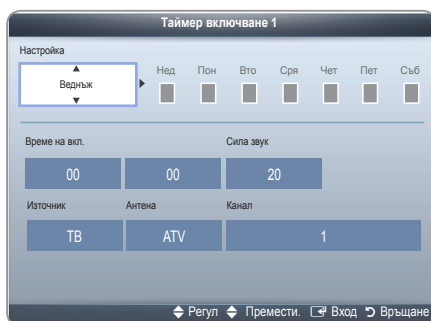 Таймер включване 1
Настройка
Веднъж
Нед Пон Вто Сря Чет Пет Съб
Време на вкл. Сила звук
00 00 20
Източник Антена Канал
ТВ ATV 1
Регул Премести. Вход Връщане